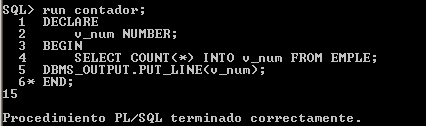 SQL> run contador;
  1  DECLARE
  2      v_num NUMBER;
  3  BEGIN
  4      SELECT COUNT(*) INTO v_num FROM EMPLE;
  5  DBMS_OUTPUT.PUT_LINE(v_num);
  6* END;
15
Procedimiento PL/SQL terminado correctamente.